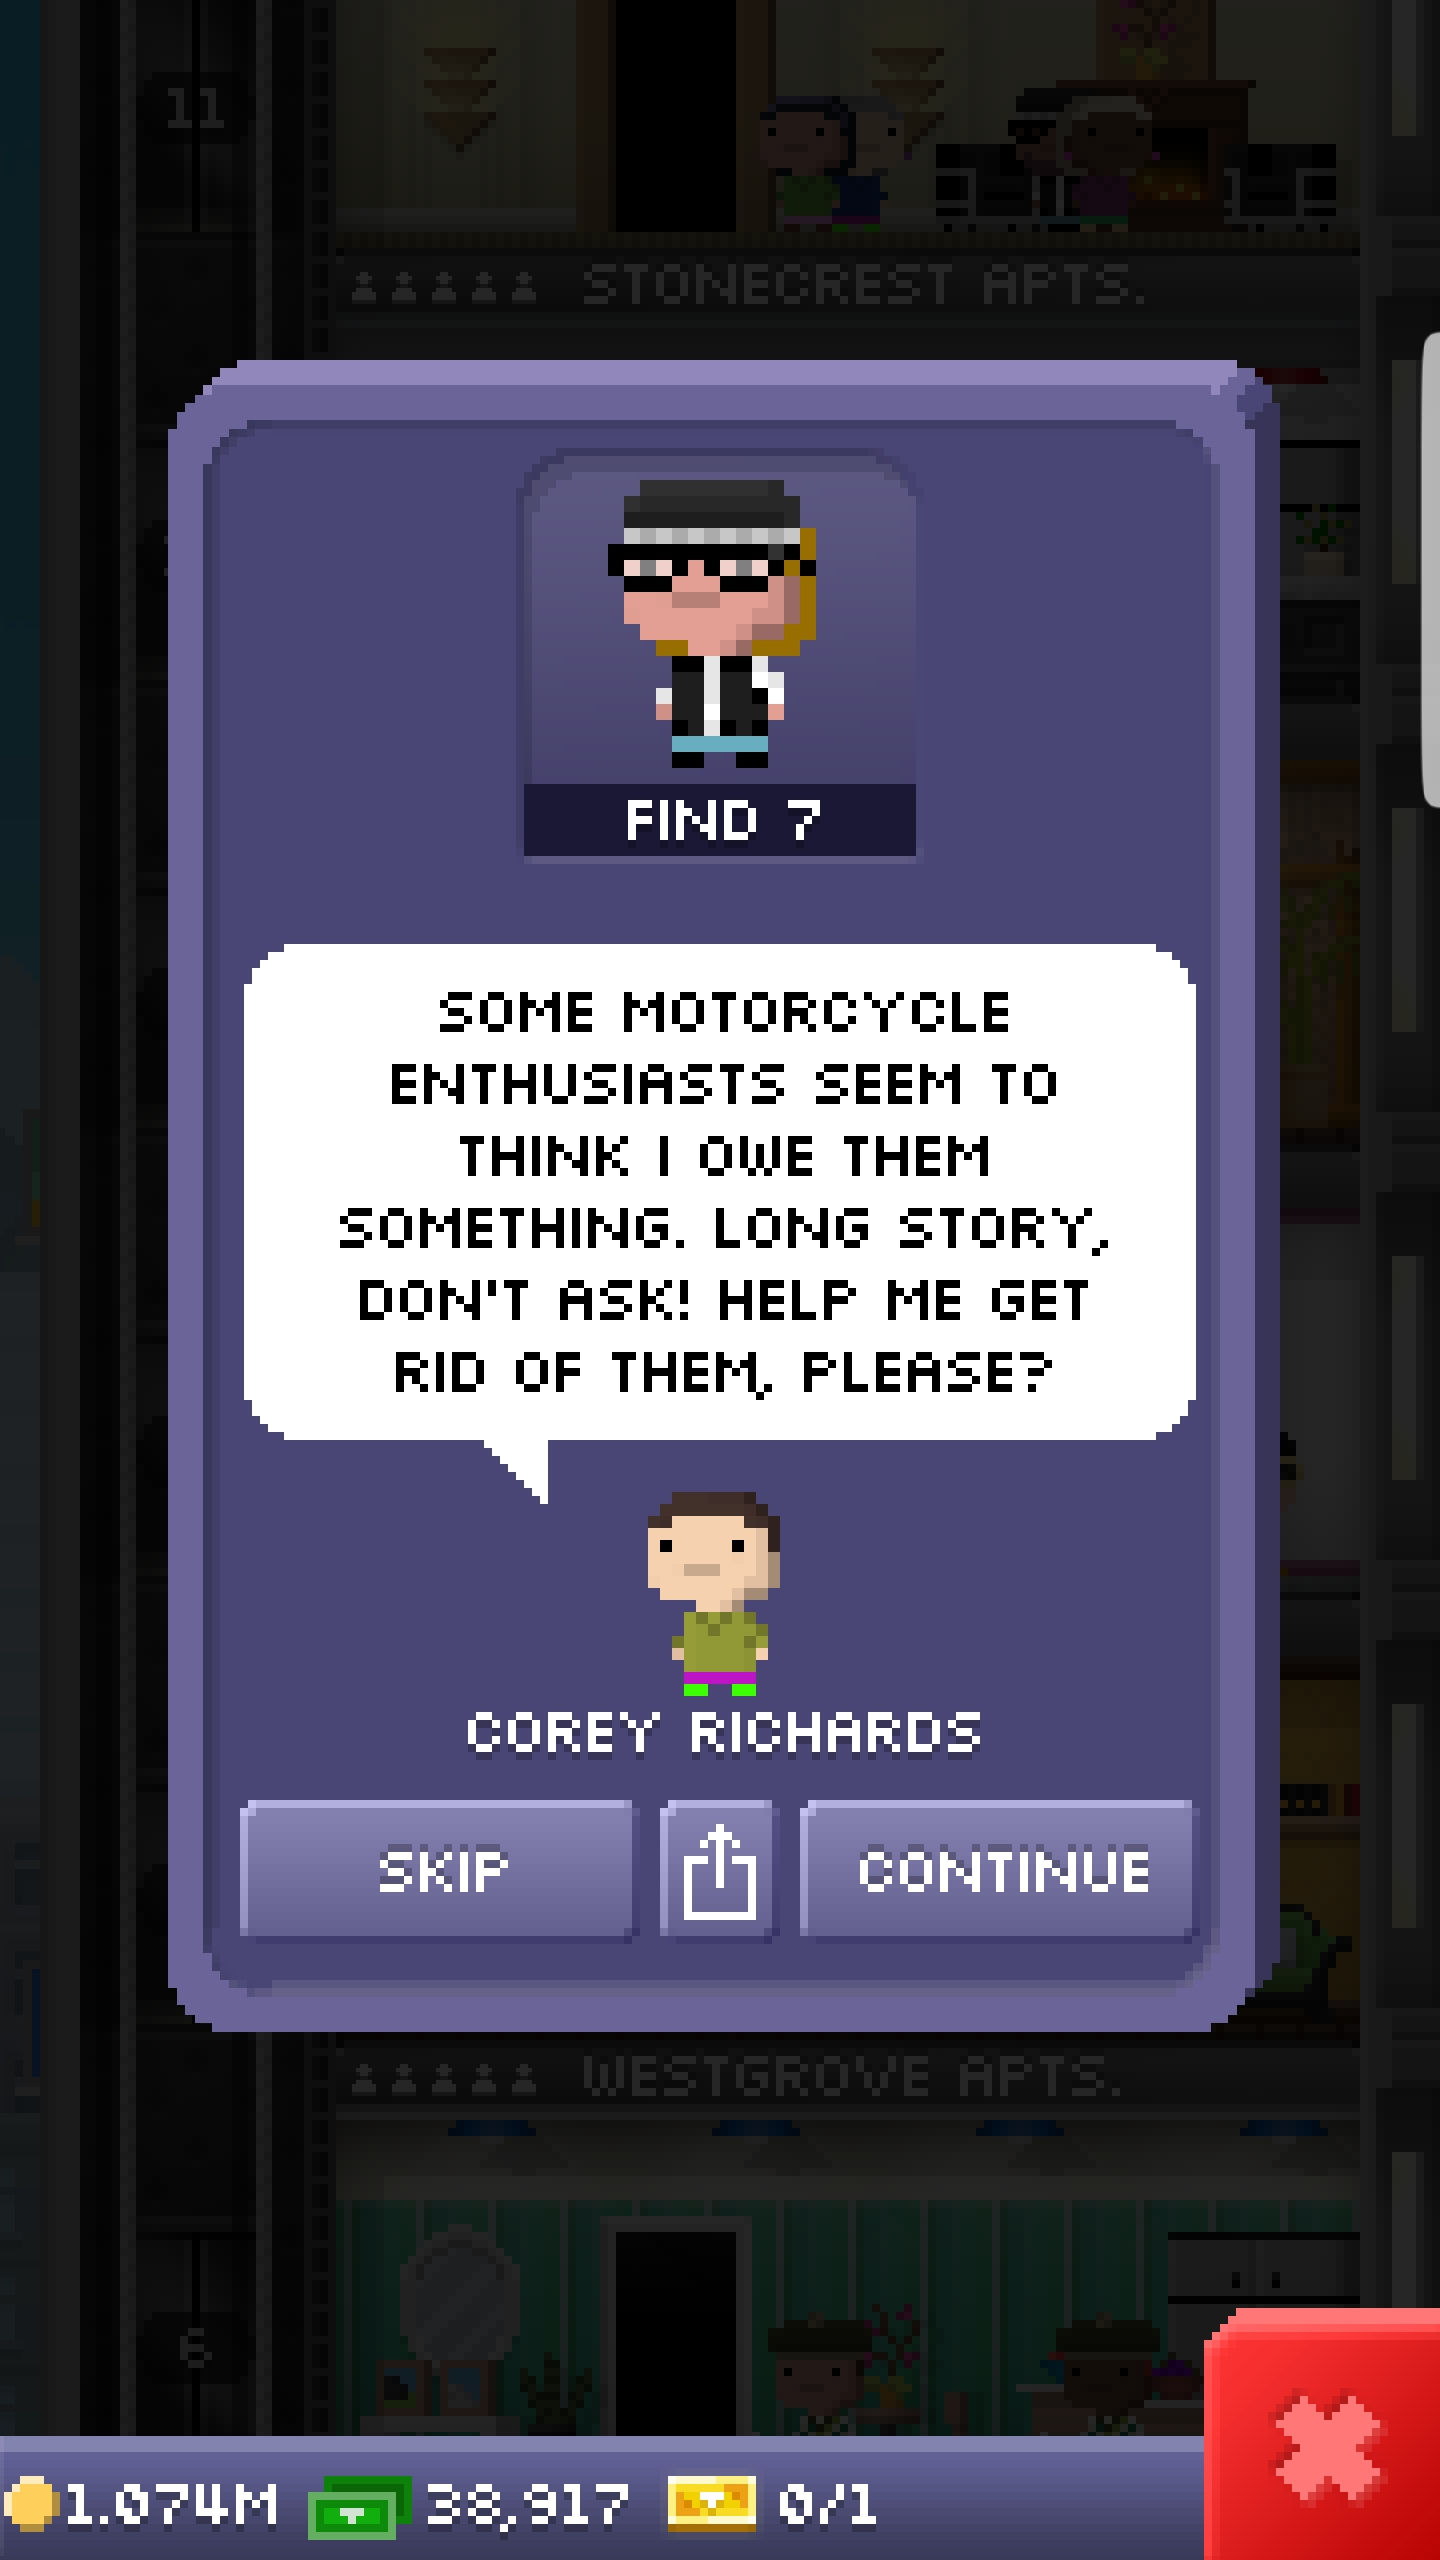 11
STONECREST APTS.
FIND 7
SOME MOTORCYCLE
ENTHUSIASTS SEEM TO
THINK I OWE THEM
SOMETHING. LONG STORY,
DON'T ASK! HELP ME GET
RID OF THEM, PLEASE?
COREY RICHARDS
SKIP
CONTINUE
WESTGROVE APTS.
6
1.074M 38,917 0/1